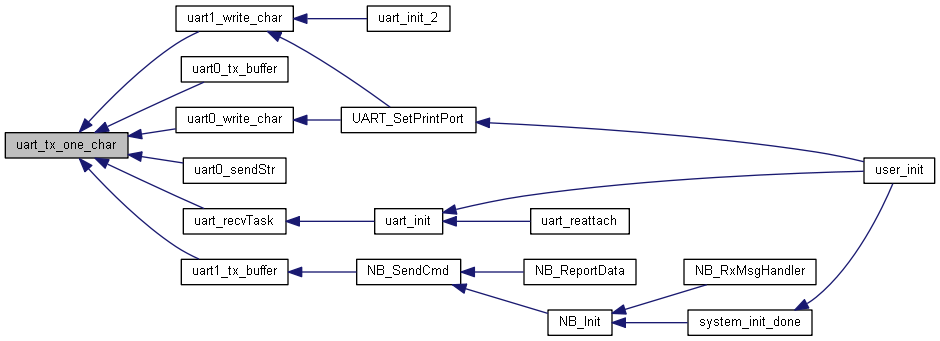 uart1_write_char
uart_init_2
uart0_tx_buffer
uart0_write_char
UART_SetPrintPort
uart_tx_one_char
uart0_sendStr
user_init
uart_recvTask
uart_init
uart_reattach
uart1_tx_buffer
NB_SendCmd
NB_ReportData
NB_RxMsgHandler
NB_Init
system_init_done